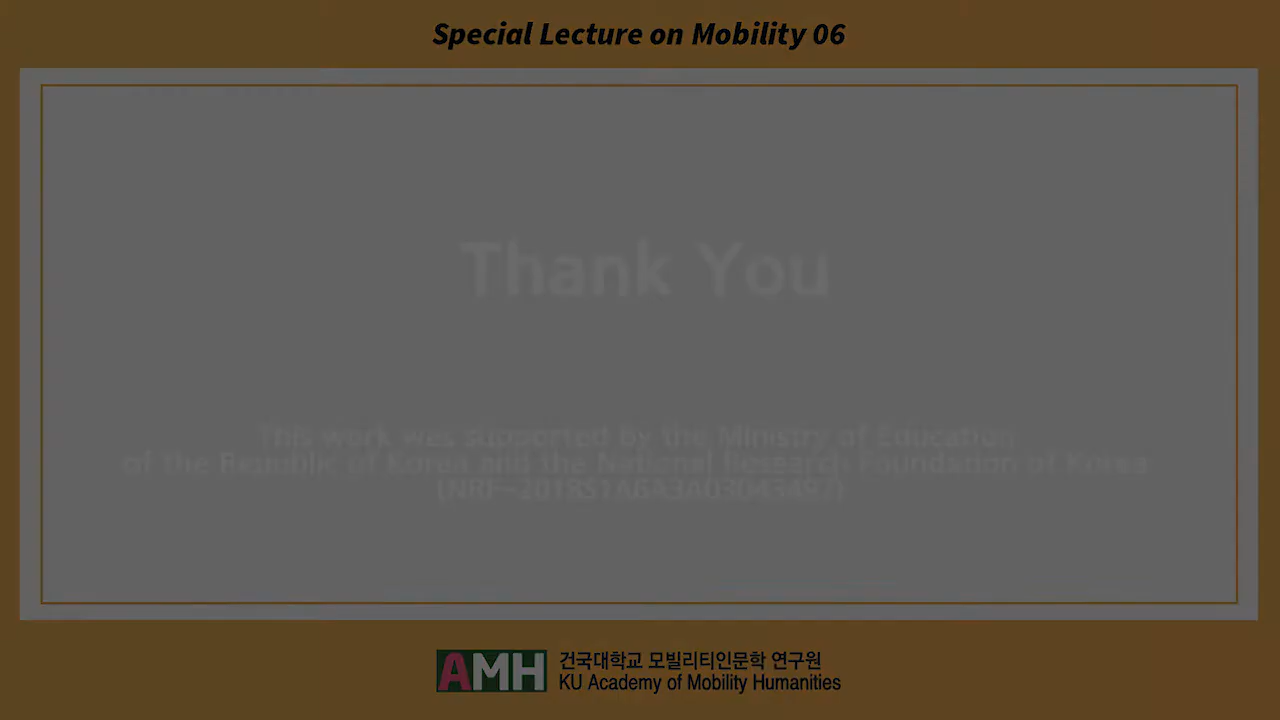 Special Lecture on Mobility 06
Thank You
This work was supported by the Ministry of Education
of the Republic of Korea and the National Research Foundation of Korea
(NRF-2018S1A6A3A03043497)
AMH
건국대학교 모빌리티인문학 연구원
KU Academy of Mobility Humanities